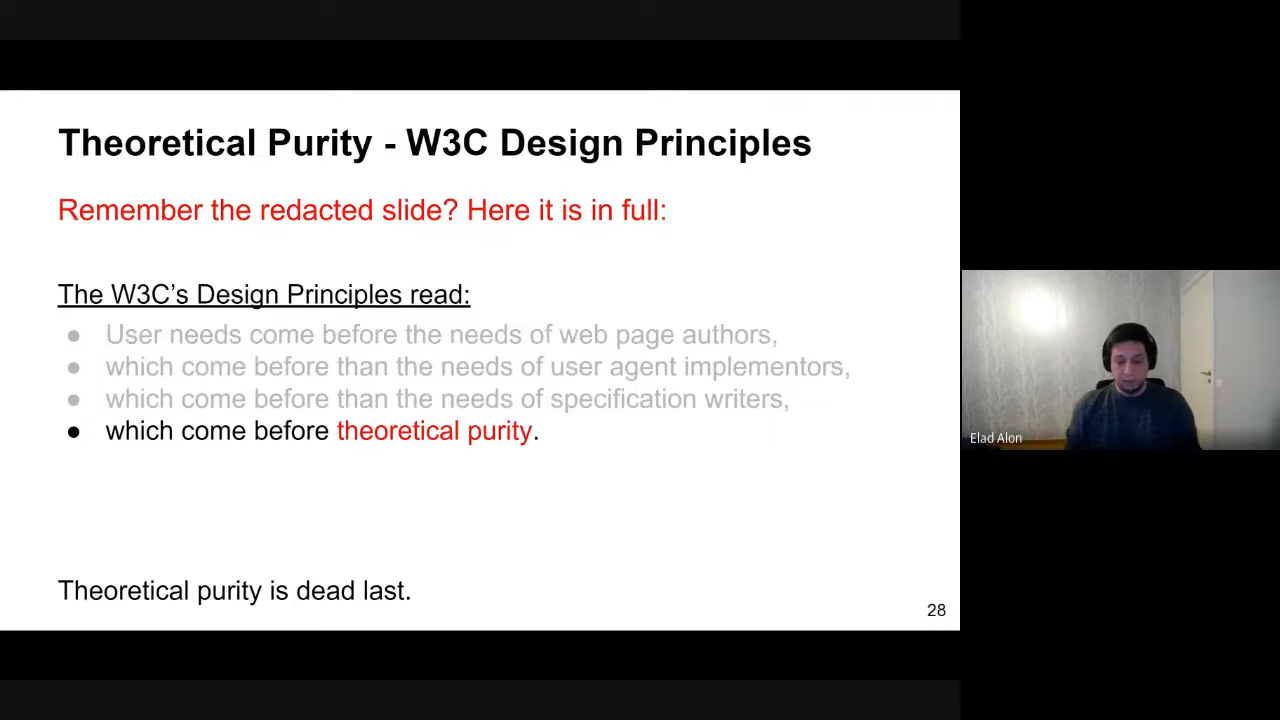 Theoretical Purity - W3C Design Principles
Remember the redacted slide? Here it is in full:
The W3C’s Design Principles read:
● User needs come before the needs of web page authors,
● which come before than the needs of user agent implementors,
● which come before than the needs of specification writers,
● which come before theoretical purity.
Theoretical purity is dead last.
28
Elad Alon